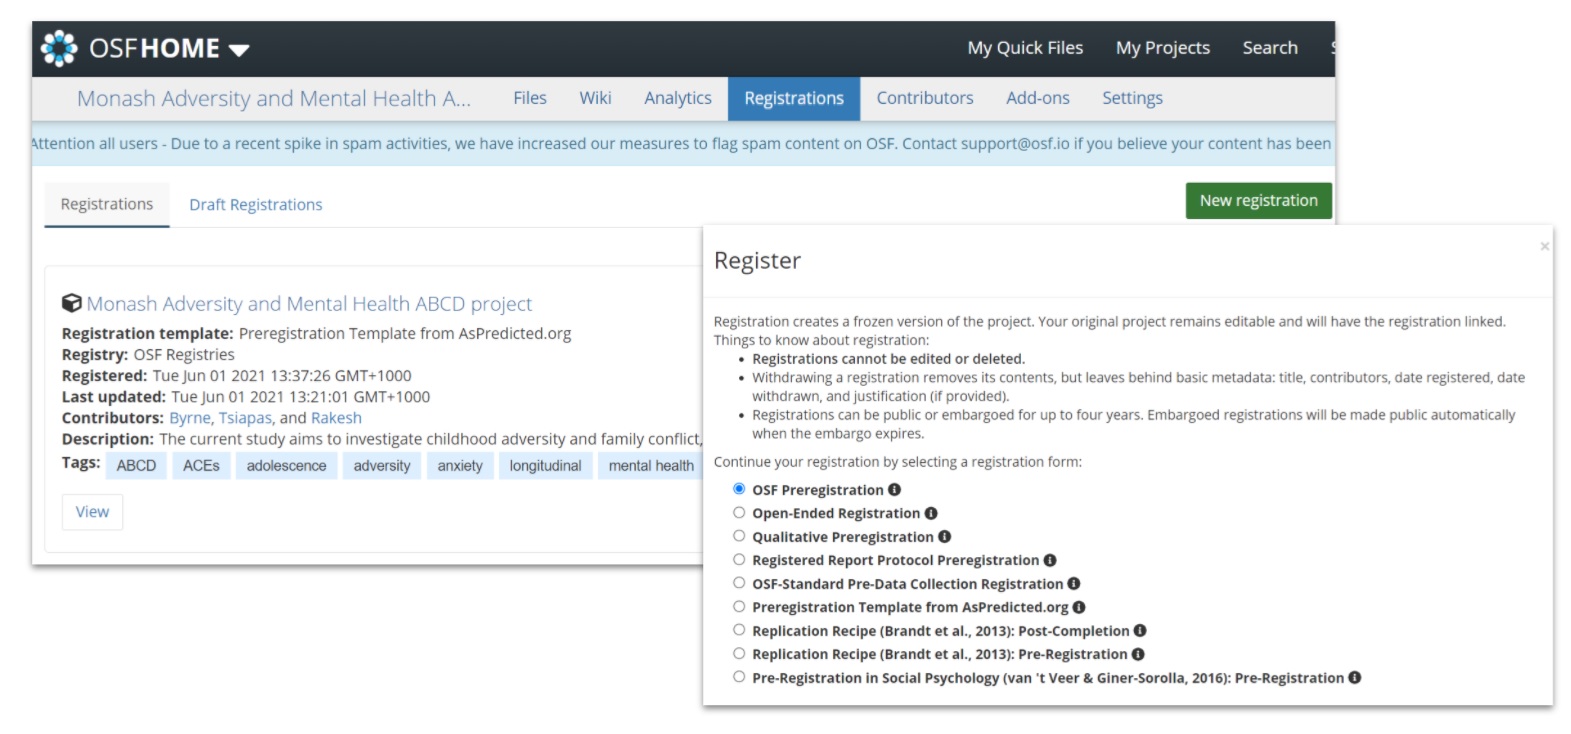 OSFHOME
My Quick Files My Projects Search
Monash Adversity and Mental Health A... Files Wiki Analytics Registrations Contributors Add-ons Settings
Attention all users - Due to a recent spike in spam activities, we have increased our measures to flag spam content on OSF. Contact support@osf.io if you believe your content has been
Registrations Draft Registrations
New registration
Monash Adversity and Mental Health ABCD project
Registration template: Preregistration Template from AsPredicted.org
Registry: OSF Registries
Registered: Tue Jun 01 2021 13:37:26 GMT+1000
Last updated: Tue Jun 01 2021 13:21:01 GMT+1000
Contributors: Byrne, Tsiapas, and Rakesh
Description: The current study aims to investigate childhood adversity and family conflict,
Tags: ABCD ACEs adolescence adversity anxiety longitudinal mental health
View
Register
×
Registration creates a frozen version of the project. Your original project remains editable and will have the registration linked.
Things to know about registration:
• Registrations cannot be edited or deleted.
• Withdrawing a registration removes its contents, but leaves behind basic metadata: title, contributors, date registered, date
withdrawn, and justification (if provided).
• Registrations can be public or embargoed for up to four years. Embargoed registrations will be made public automatically
when the embargo expires.
Continue your registration by selecting a registration form:
OSF Preregistration
Open-Ended Registration
Qualitative Preregistration
Registered Report Protocol Preregistration
OSF-Standard Pre-Data Collection Registration
Preregistration Template from AsPredicted.org
Replication Recipe (Brandt et al., 2013): Post-Completion
Replication Recipe (Brandt et al., 2013): Pre-Registration
Pre-Registration in Social Psychology (van 't Veer & Giner-Sorolla, 2016): Pre-Registration